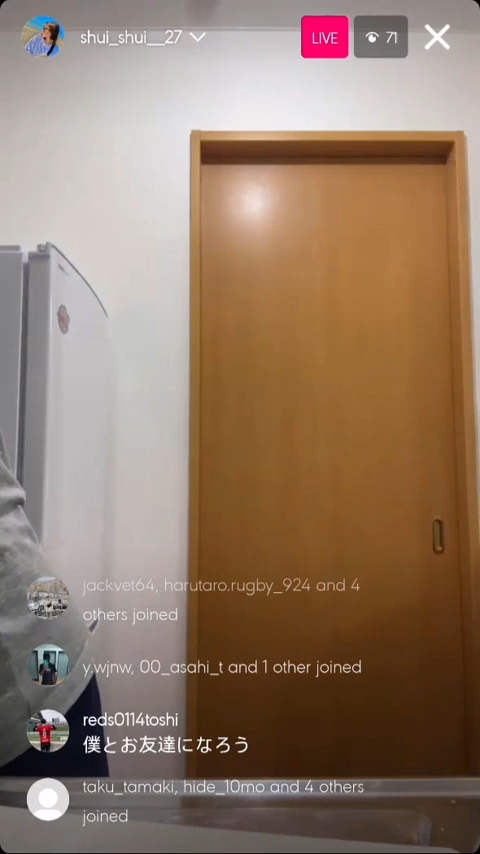 shui_shui__27
LIVE
71
jackvet64, harutaro.rugby_924 and 4
others joined
y.wjnw, 00_asahi_t and 1 other joined
reds0114toshi
僕とお友達になろう
taku_tamaki, hide_10mo and 4 others
joined